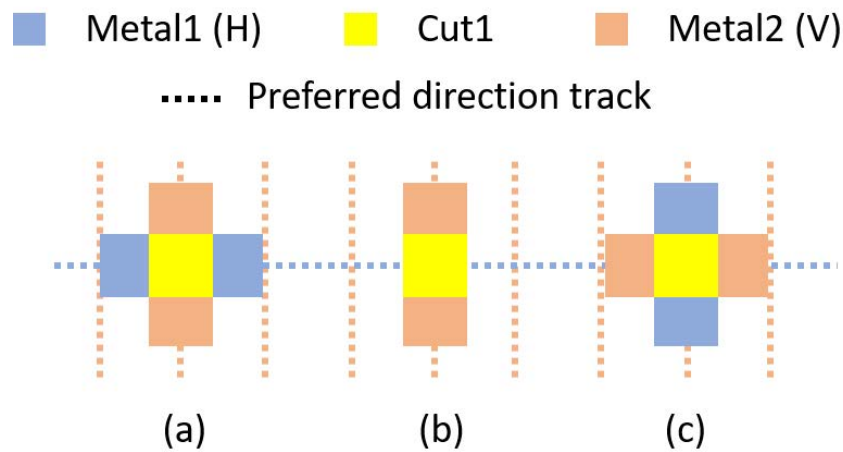 Metal1 (H) Cut1 Metal2 (V)
Preferred direction track
(a) (b) (c)